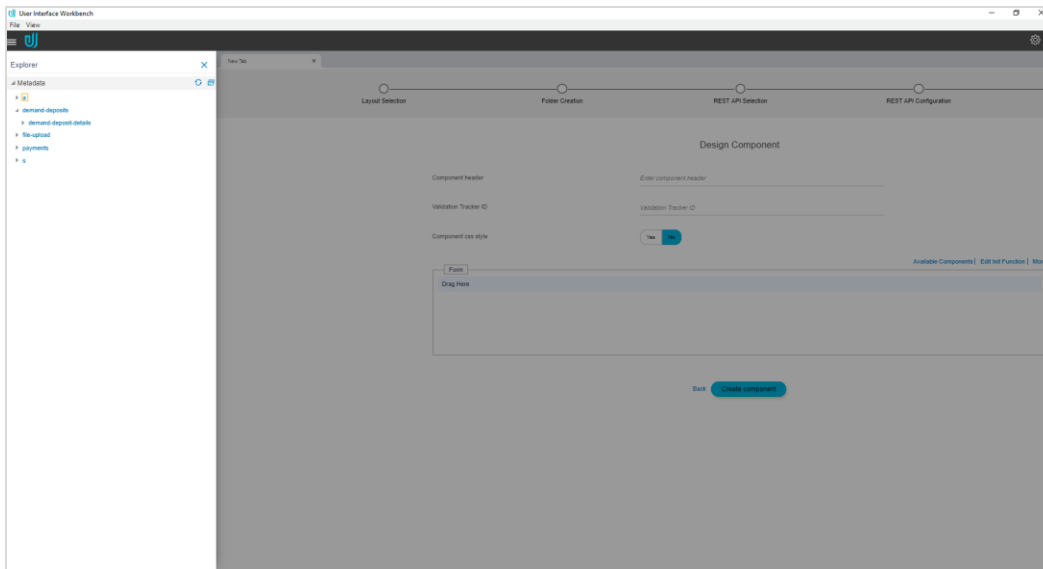 User Interface Workbench
File View
Explorer
Metadata
a
demand-deposits
demand-deposit-details
file-upload
payments
s
New Tab
Layout Selection
Folder Creation
REST API Selection
REST API Configuration
Design Component
Component header
Enter component header
Validation Tracker ID
Validation Tracker ID
Component css style
Yes No
Available Components| Edit Init Function |
Form
Drag Here
Back Create component